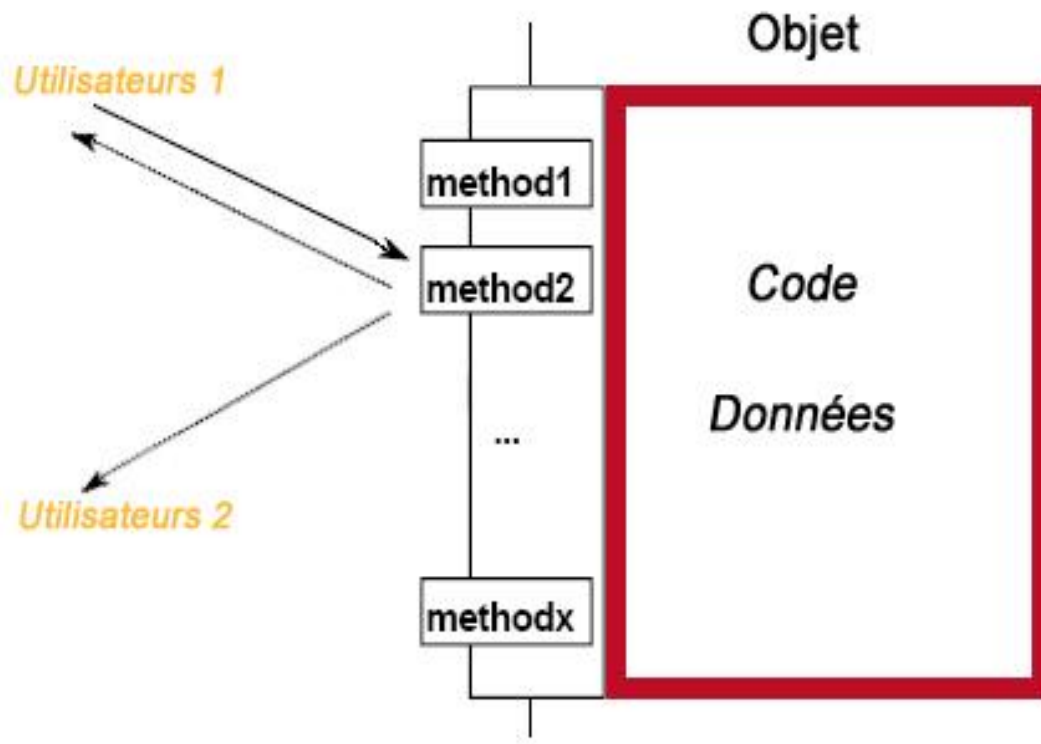 Objet
Utilisateurs 1
method1
method2
Code
Données
...
Utilisateurs 2
methodx